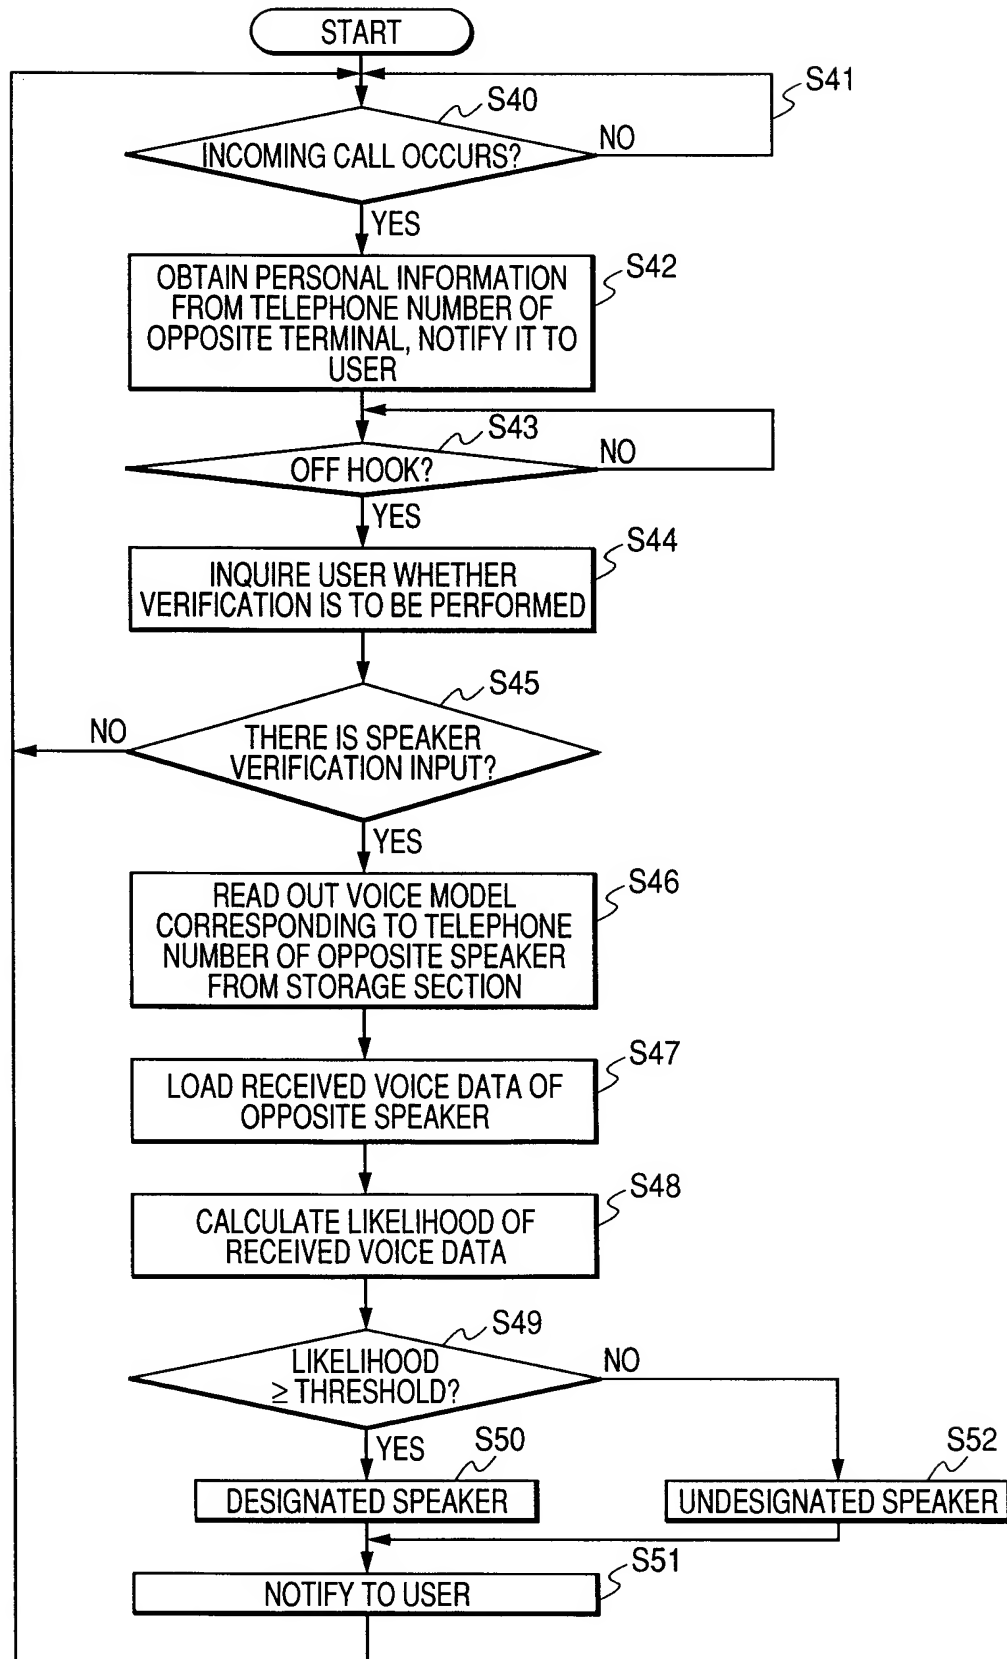 START
S40
S41
INCOMING CALL OCCURS?
NO
YES
S42
OBTAIN PERSONAL INFORMATION
FROM TELEPHONE NUMBER OF
OPPOSITE TERMINAL, NOTIFY IT TO
USER
S43
OFF HOOK?
NO
YES
S44
INQUIRE USER WHETHER
VERIFICATION IS TO BE PERFORMED
S45
NO
THERE IS SPEAKER
VERIFICATION INPUT?
YES
S46
READ OUT VOICE MODEL
CORRESPONDING TO TELEPHONE
NUMBER OF OPPOSITE SPEAKER
FROM STORAGE SECTION
S47
LOAD RECEIVED VOICE DATA OF
OPPOSITE SPEAKER
S48
CALCULATE LIKELIHOOD OF
RECEIVED VOICE DATA
S49
LIKELIHOOD
≥ THRESHOLD?
NO
YES
S50
S52
DESIGNATED SPEAKER
UNDESIGNATED SPEAKER
S51
NOTIFY TO USER